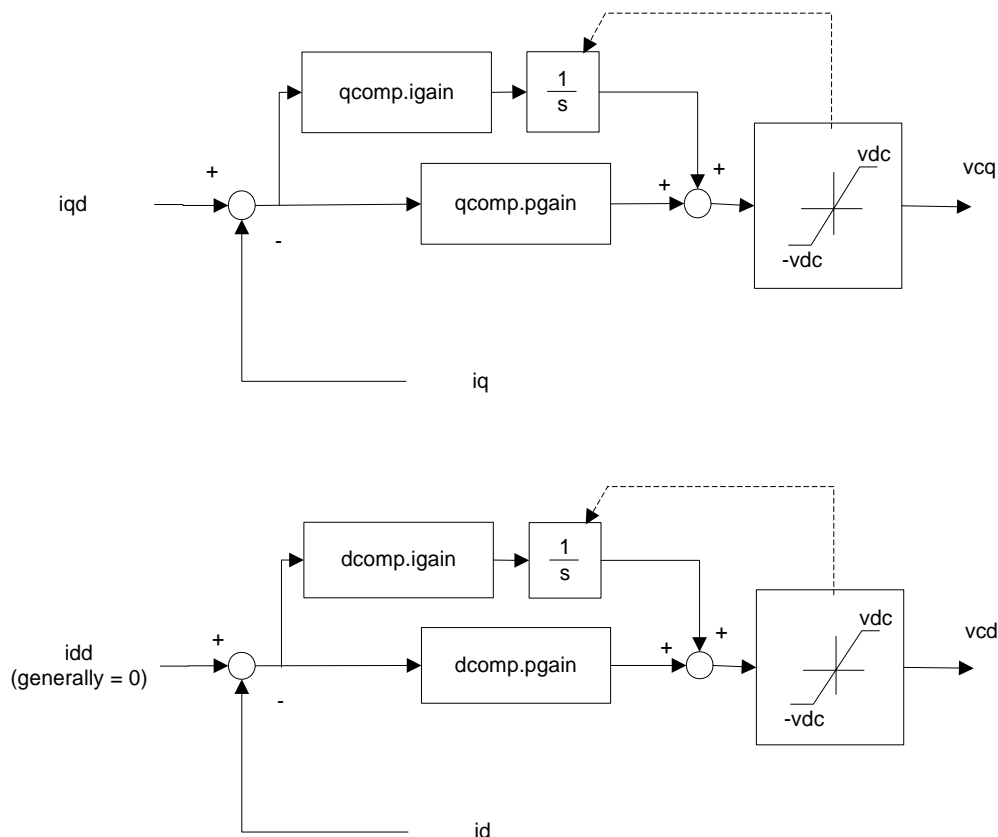 qcomp.igain
1
s
+
iqd
-
qcomp.pgain
+
+
vdc
-vdc
vcq
iq
dcomp.igain
1
s
+
idd
(generally = 0)
-
dcomp.pgain
+
+
vdc
-vdc
vcd
id